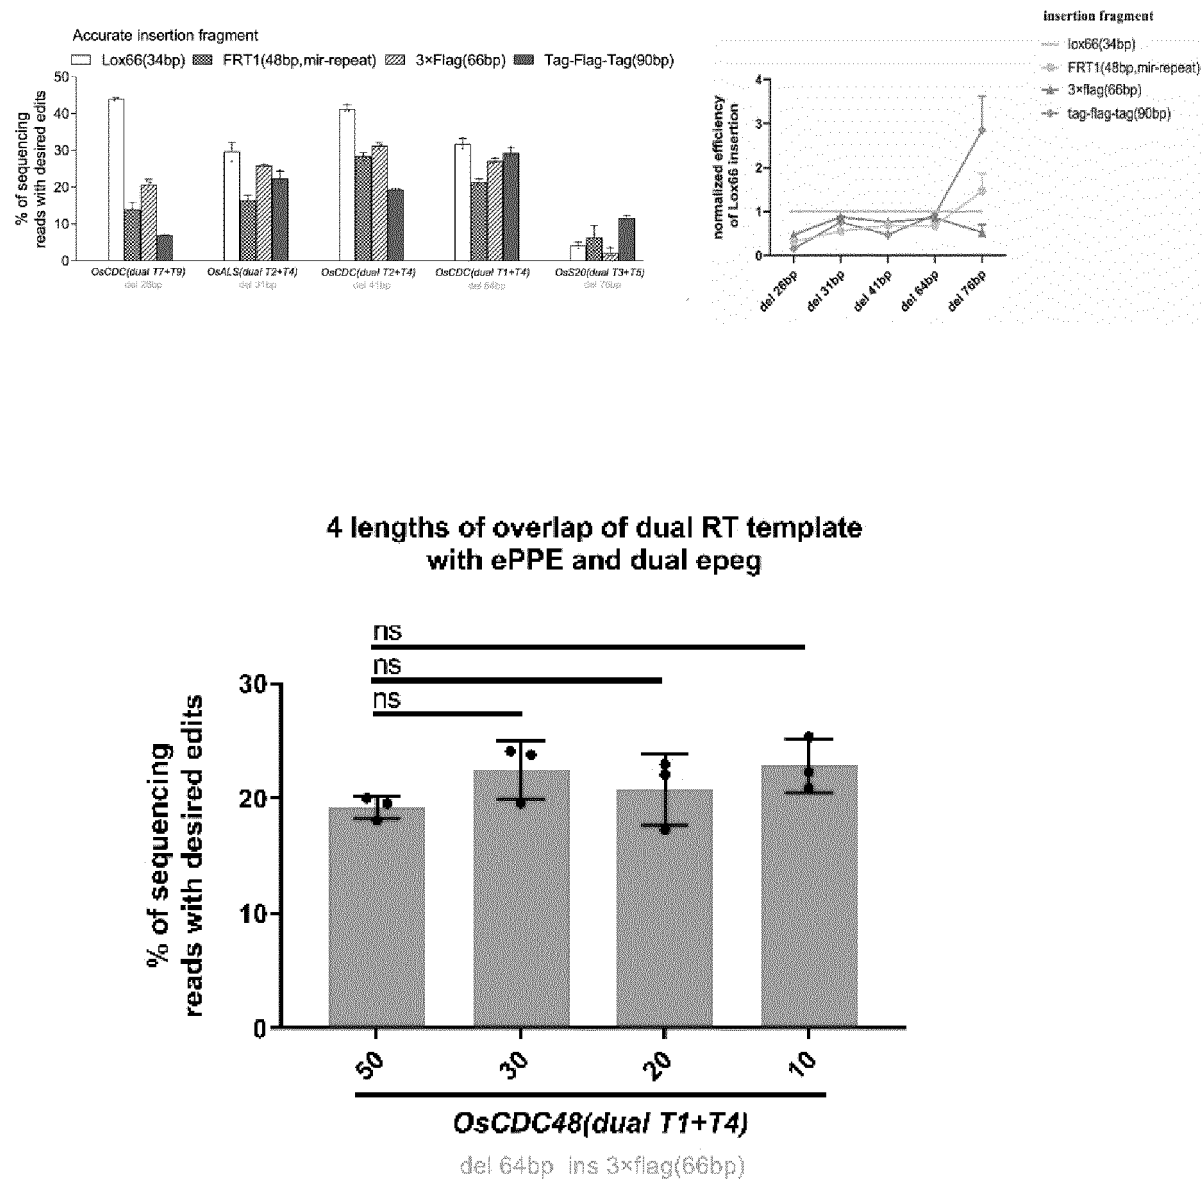 Accurate insertion fragment
Lox66(34bp) FRT1(48bp,mir-repeat) 3×Flag(66bp) Tag-Flag-Tag(90bp)
% of sequencing
reads with desired edits
50
40
30
20
10
0
OsCDC(dual T7+T9) OsALS(dual T2+T4) OsCDC(dual T2+T4) OsCDC(dual T1+T4) OsS20(dual T3+T5)
del 28bp del 31bp del 41bp del 64bp del 76bp
insertion fragment
lox66(34bp)
FRT1(48bp,mir-repeat)
3×flag(66bp)
tag-flag-tag(90bp)
normalized efficiency
of Lox66 insertion
4
3
2
1
0
del 28bp
del 31bp
del 41bp
del 64bp
del 76bp
4 lengths of overlap of dual RT template
with ePPE and dual epeg
ns
ns
ns
% of sequencing
reads with desired edits
30
20
10
0
50 30 20 10
OsCDC48(dual T1+T4)
del 64bp ins 3×flag(66bp)